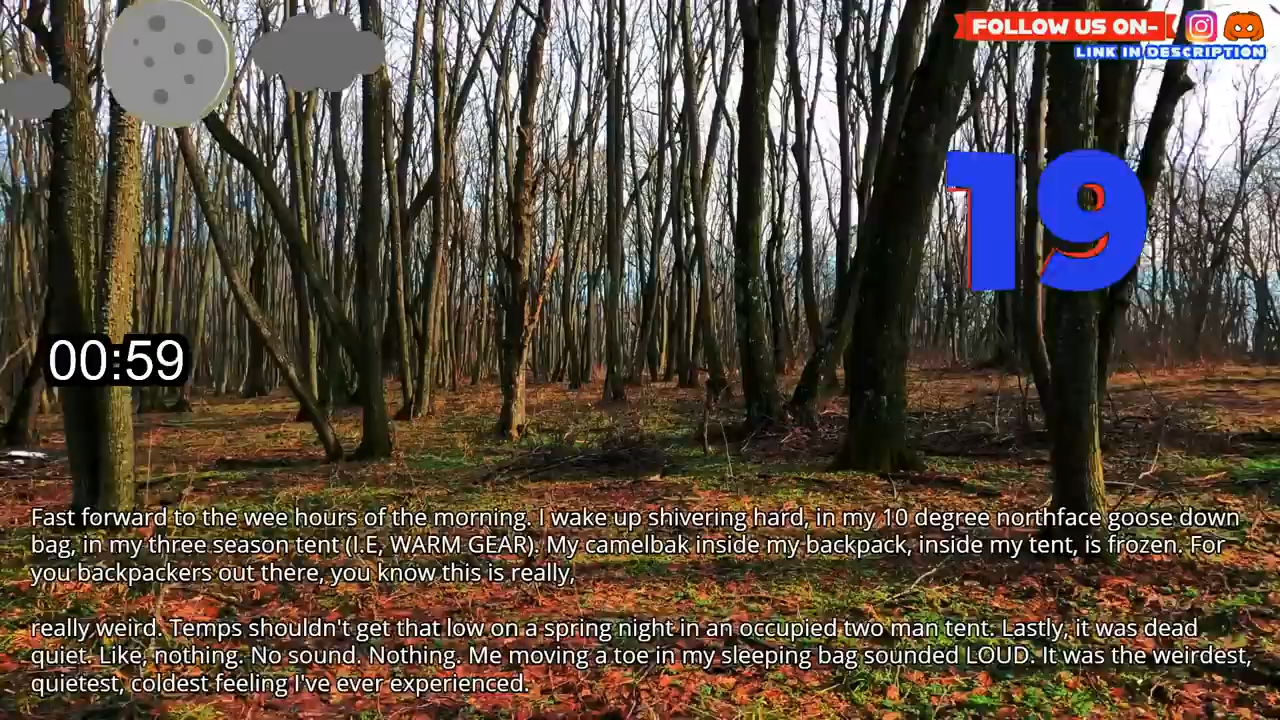 FOLLOW US ON-
LINK IN DESCRIPTION
19
00:59
Fast forward to the wee hours of the morning. I wake up shivering hard, in my 10 degree northface goose down
bag, in my three season tent (I.E, WARM GEAR). My camelbak inside my backpack, inside my tent, is frozen. For
you backpackers out there, you know this is really,
really weird. Temps shouldn't get that low on a spring night in an occupied two man tent. Lastly, it was dead
quiet. Like, nothing. No sound. Nothing. Me moving a toe in my sleeping bag sounded LOUD. It was the weirdest,
quietest, coldest feeling I've ever experienced.